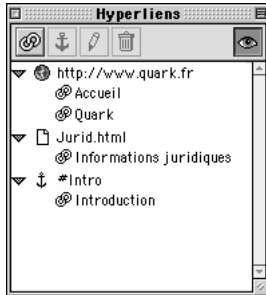 Hyperliens
http://www.quark.fr
Accueil
Quark
Jurid.html
Informations juridiques
#Intro
Introduction